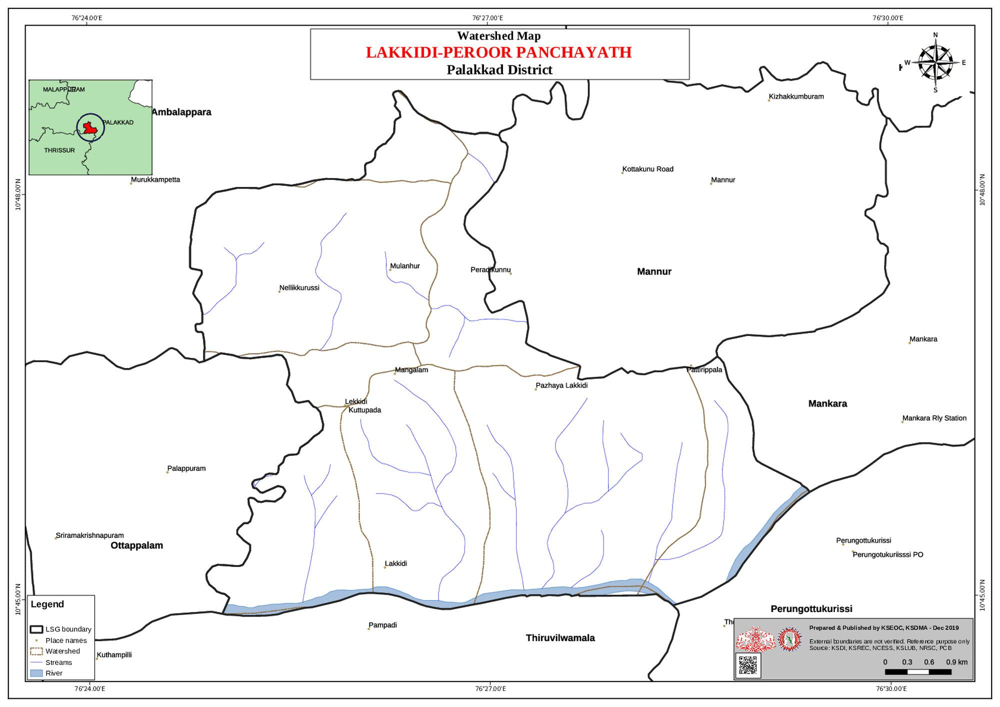 76°24.00'E
76°27.00'E
76°30.00'E
Watershed Map
LAKKIDI-PEROOR PANCHAYATH
Palakkad District
N
W
E
S
MALAPPURAM
PALAKKAD
THRISSUR
Ambalappara
Kizhakkumburam
Murukkampetta
Kottakunu Road
Mannur
10°48.00'N
10°48.00'N
Mulanhur
Peradikunnu
Mannur
Nellikkurussi
Mankara
Mangalam
Pattirippala
Pazhaya Lakkidi
Lekkidi
Kuttupada
Mankara
Mankara Rly Station
Palappuram
Sriramakrishnapuram
Ottappalam
Perungottukurissi
Perungotukuriisssi PO
Lakkidi
10°45.00'N
10°45.00'N
Perungottukurissi
Pampadi
Thiruvilwamala
Kuthampilli
Legend
LSG boundary
Place names
Watershed
Streams
River
Prepared & Published by KSEOC, KSDMA - Dec 2019
External boundaries are not verified. Reference purpose only
Source: KSDI, KSREC, NCESS, KSLUB, NRSC, PCB
0 0.3 0.6 0.9 km
76°24.00'E
76°27.00'E
76°30.00'E